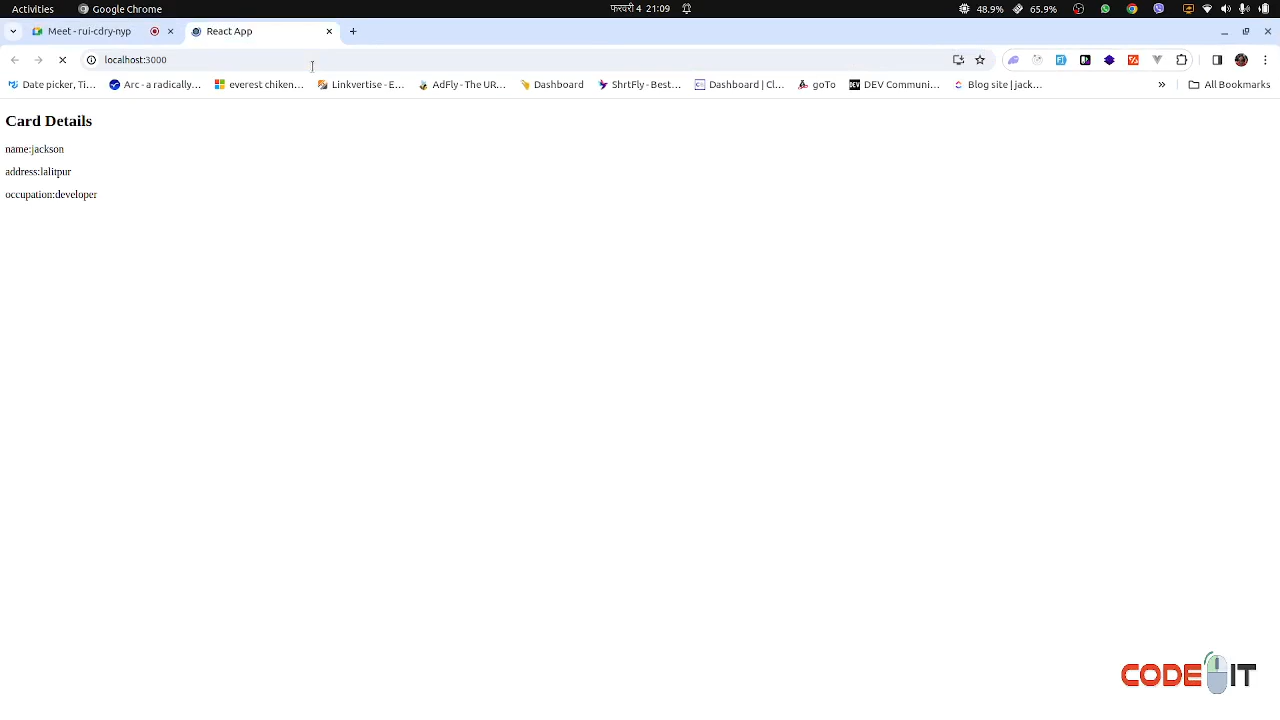 Activities Google Chrome फरवरी 4 21:09 48.9% 65.9%
Meet - rui-cdry-nyp React App
localhost:3000
Date picker, Ti... Arc - a radically... everest chiken... Linkvertise - E... AdFly - The UR... Dashboard ShrtFly - Best... Dashboard | Cl... goTo DEV DEV Communi... Blog site | jack... » All Bookmarks
Card Details
name:jackson
address:lalitpur
occupation:developer
CODE IT